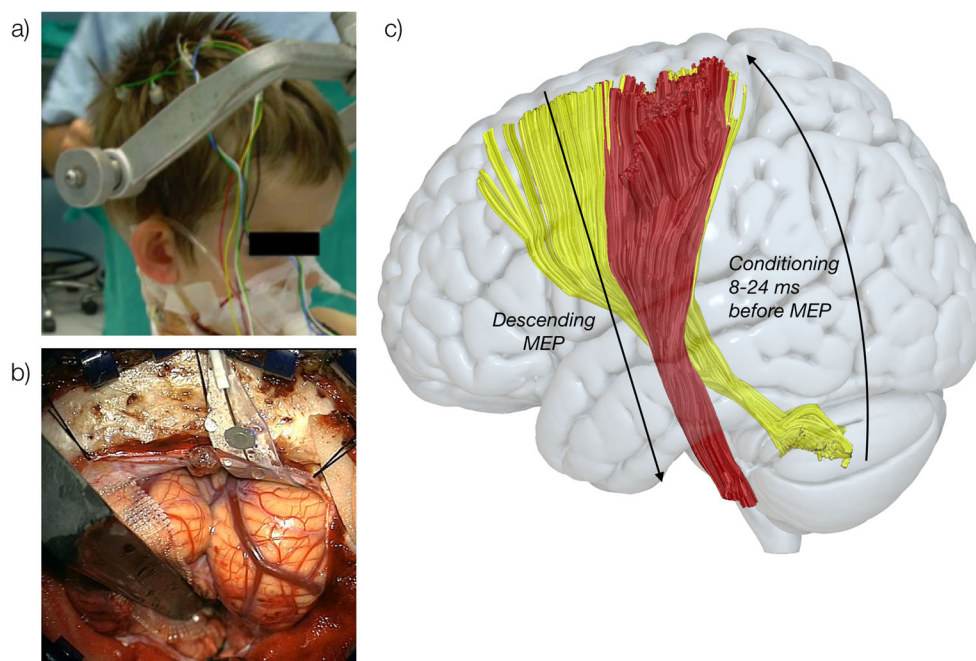 a)
b)
c)
Descending
MEP
Conditioning
8-24 ms
before MEP